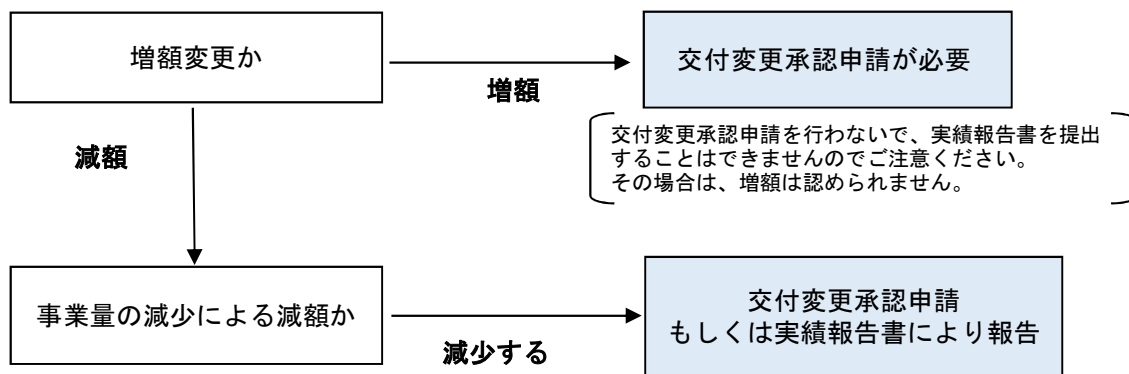 増額変更か
増額
交付変更承認申請が必要
交付変更承認申請を行わないで、実績報告書を提出
することはできませんのでご注意ください。
その場合は、増額は認められません。
減額
事業量の減少による減額か
減少する
交付変更承認申請
もしくは実績報告書により報告